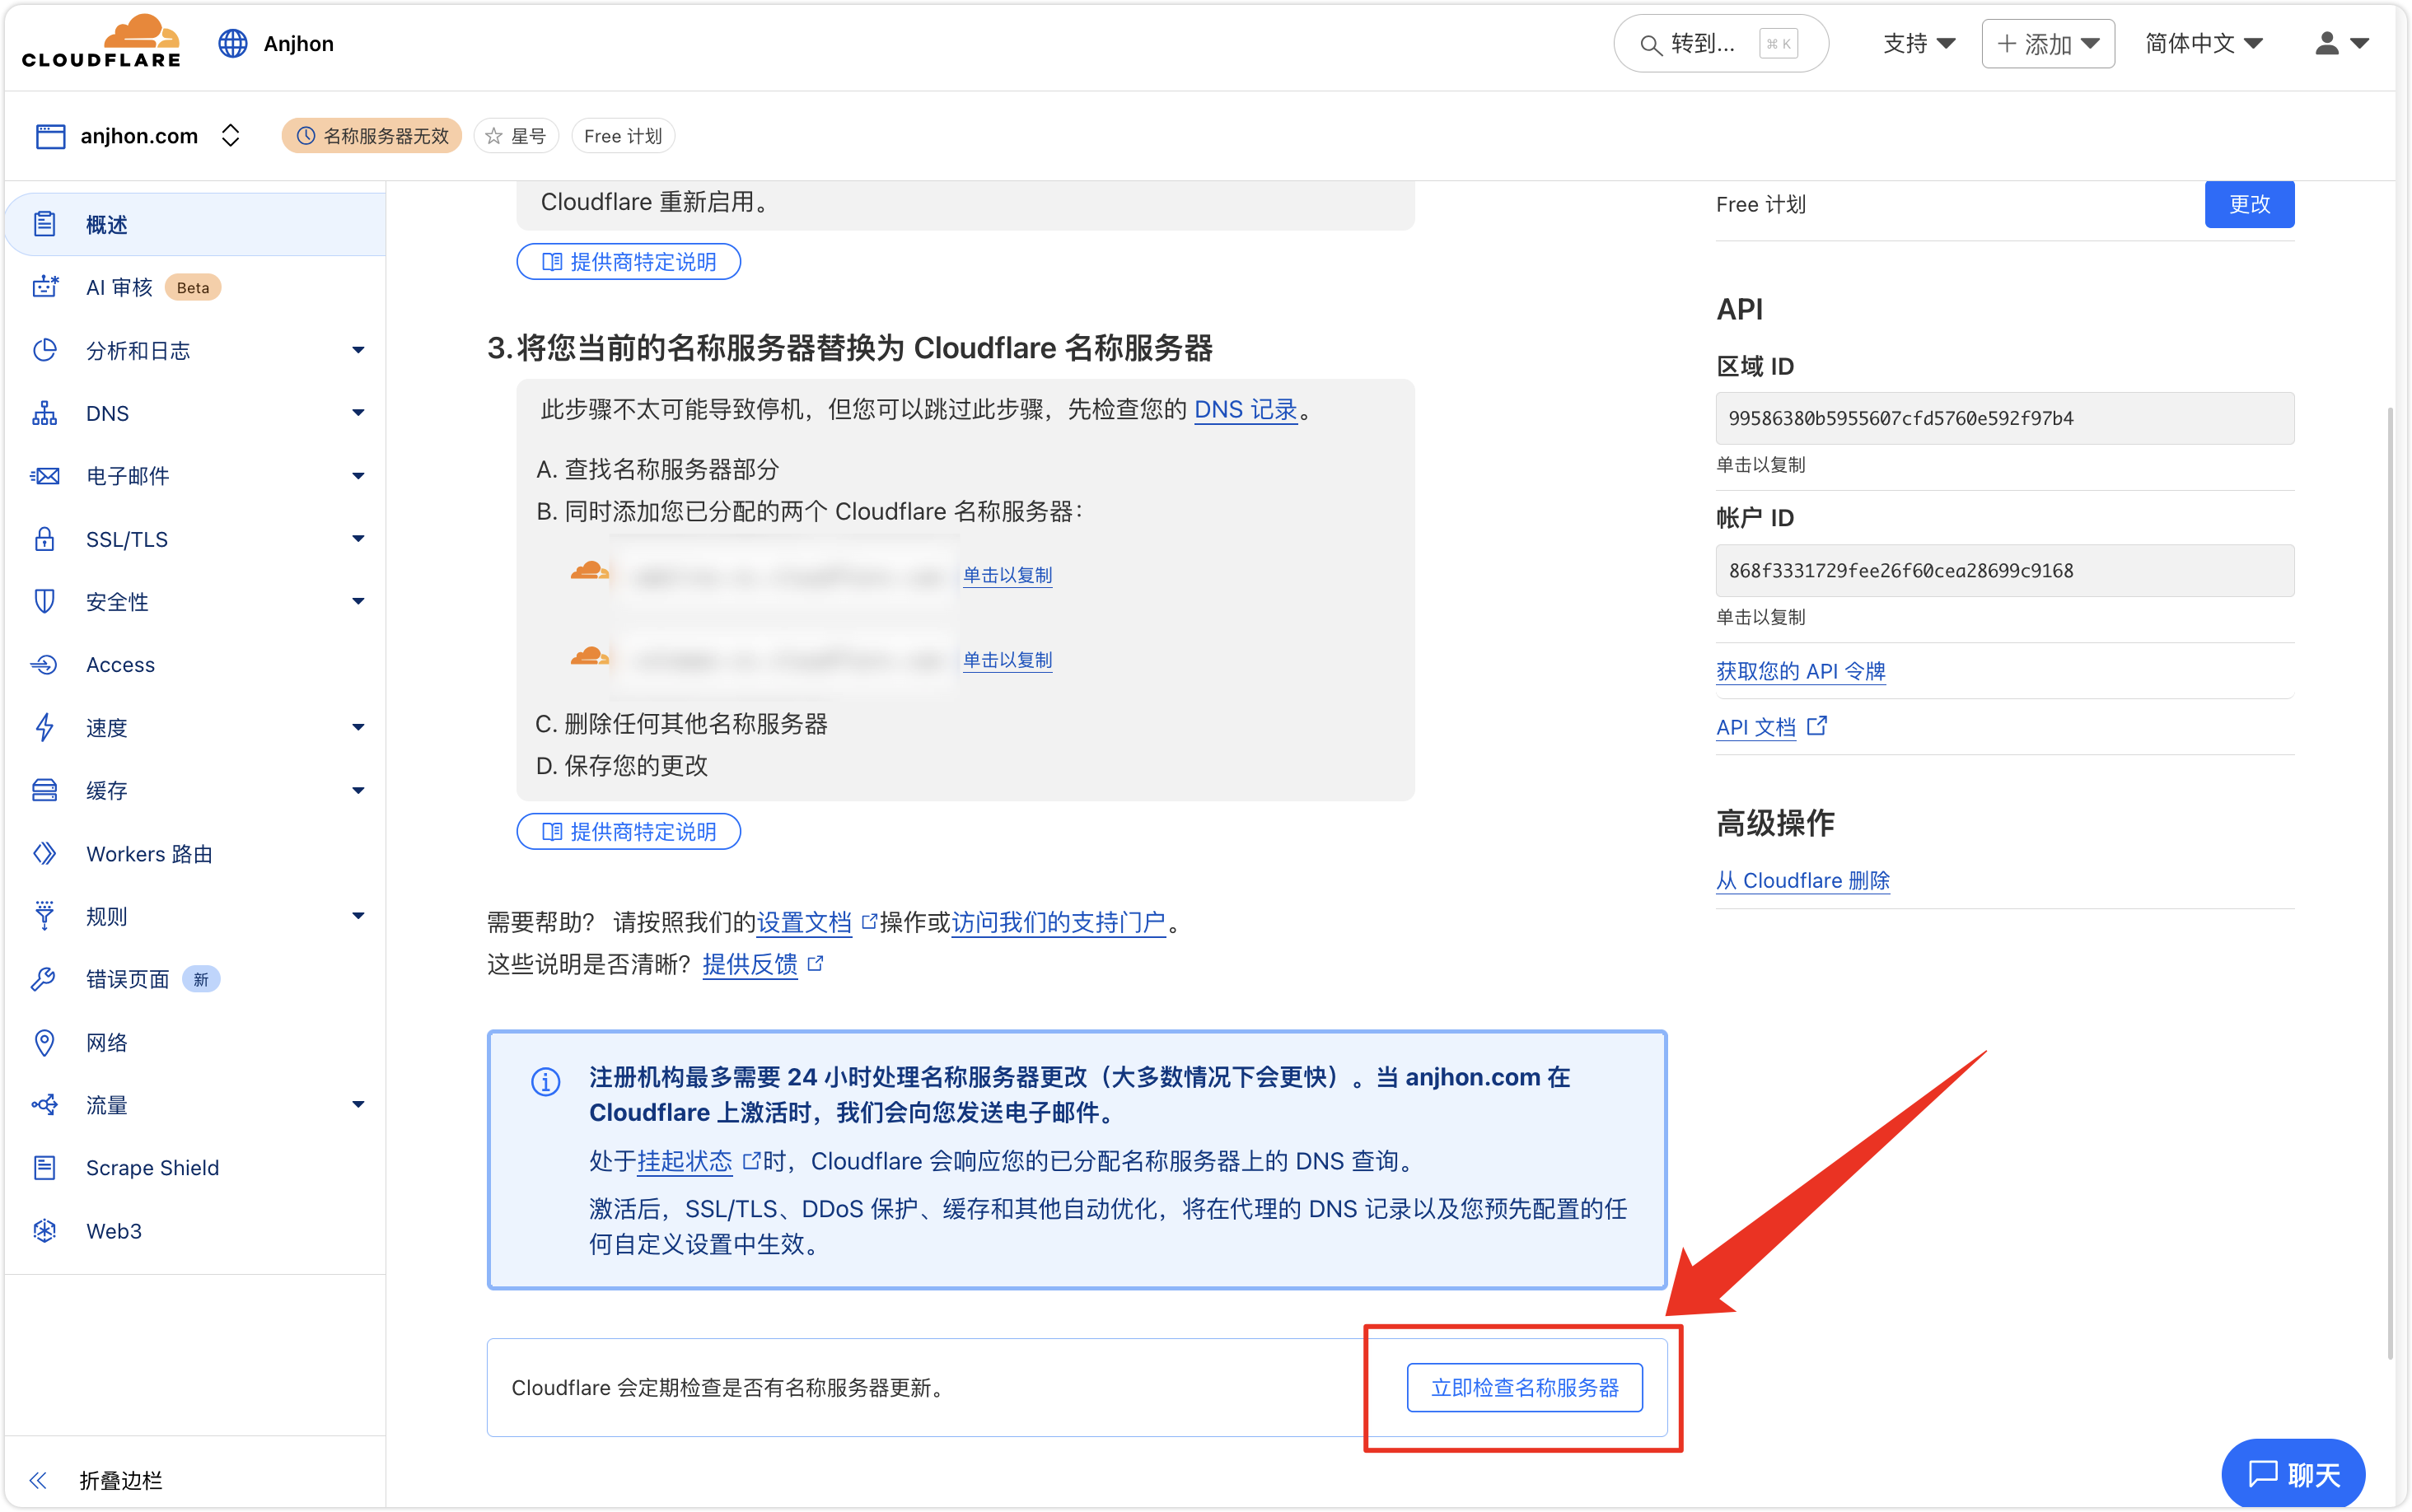 CLOUDFLARE
Anjhon
转到... ⌘ K
支持
+ 添加
简体中文
anjhon.com
名称服务器无效
星号
Free 计划
概述
AI 审核 Beta
分析和日志
DNS
电子邮件
SSL/TLS
安全性
Access
速度
缓存
Workers 路由
规则
错误页面 新
网络
流量
Scrape Shield
Web3
折叠边栏
Cloudflare 重新启用。
提供商特定说明
3. 将您当前的名称服务器替换为 Cloudflare 名称服务器
此步骤不太可能导致停机，但您可以跳过此步骤，先检查您的 DNS 记录。
A. 查找名称服务器部分
B. 同时添加您已分配的两个 Cloudflare 名称服务器：
单击以复制
单击以复制
C. 删除任何其他名称服务器
D. 保存您的更改
提供商特定说明
需要帮助？ 请按照我们的设置文档操作或访问我们的支持门户。
这些说明是否清晰？提供反馈
注册机构最多需要 24 小时处理名称服务器更改（大多数情况下会更快）。当 anjhon.com 在
Cloudflare 上激活时，我们会向您发送电子邮件。
处于挂起状态时，Cloudflare 会响应您的已分配名称服务器上的 DNS 查询。
激活后，SSL/TLS、DDoS 保护、缓存和其他自动优化，将在代理的 DNS 记录以及您预先配置的任
何自定义设置中生效。
Cloudflare 会定期检查是否有名称服务器更新。
立即检查名称服务器
Free 计划
更改
API
区域 ID
99586380b5955607cfd5760e592f97b4
单击以复制
帐户 ID
868f3331729fee26f60cea28699c9168
单击以复制
获取您的 API 令牌
API 文档
高级操作
从 Cloudflare 删除
聊天